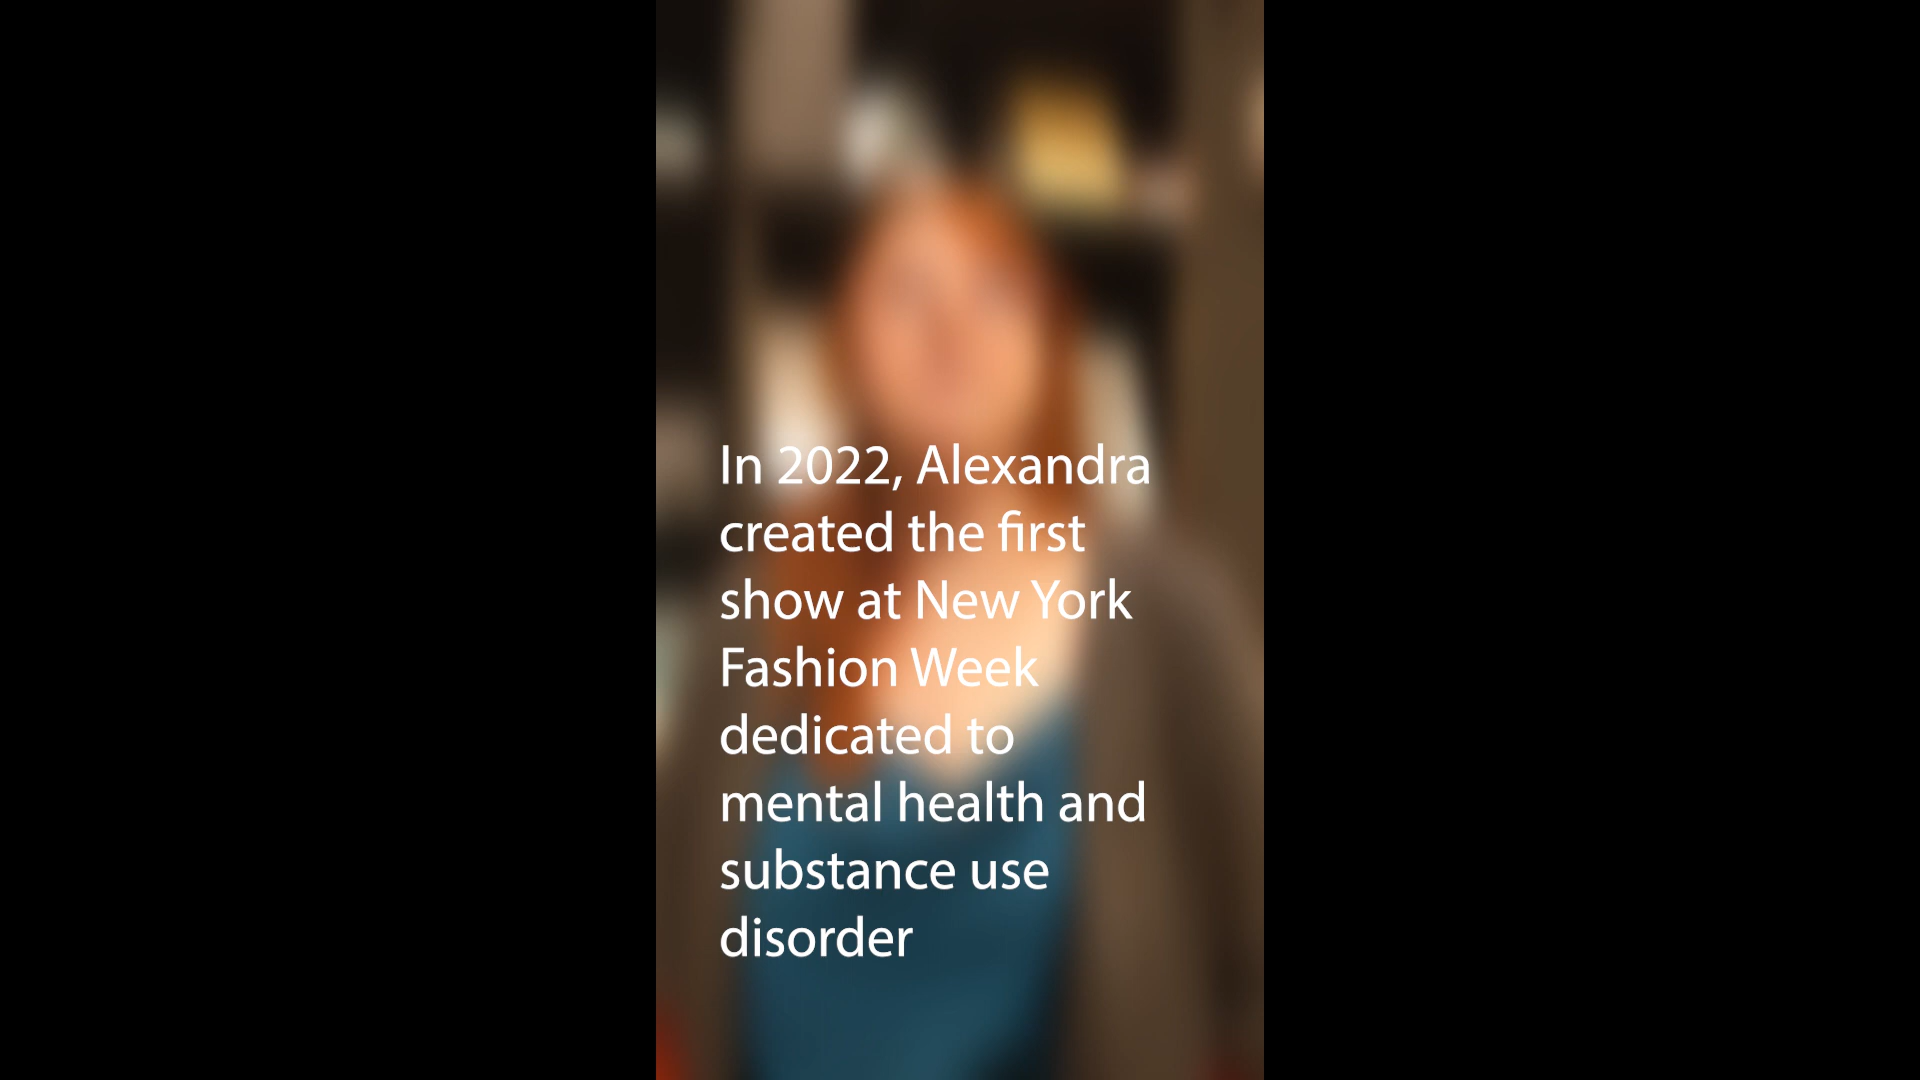 In 2022, Alexandra
created the first
show at New York
Fashion Week
dedicated to
mental health and
substance use
disorder